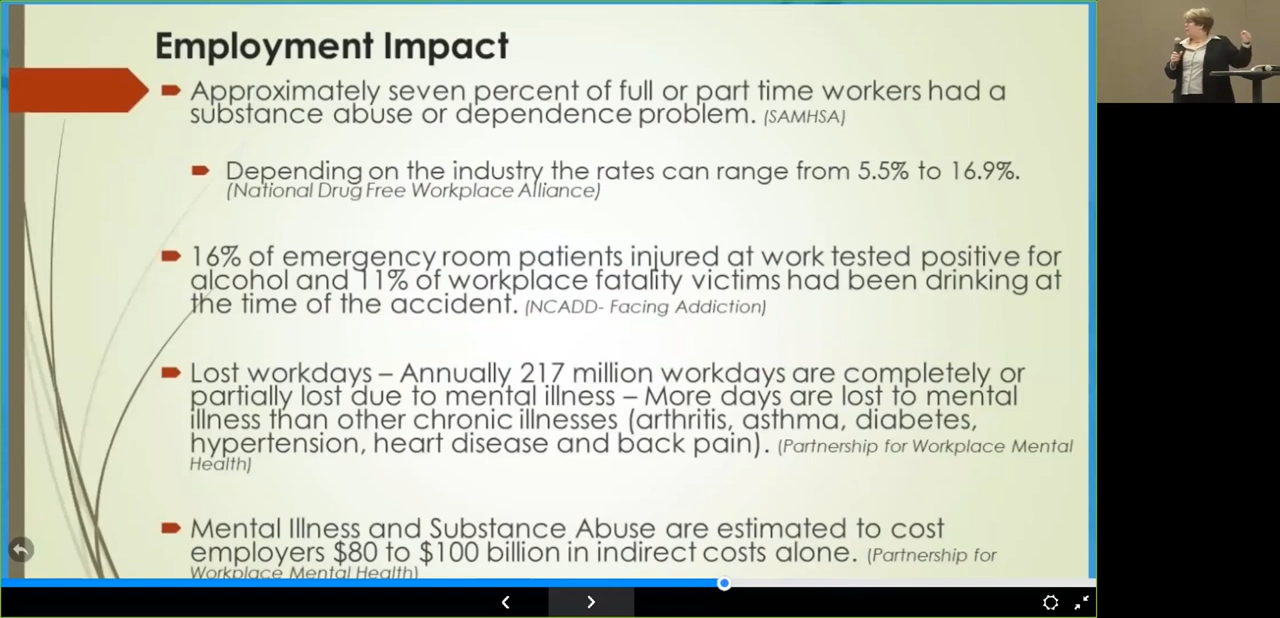 Employment Impact
Approximately seven percent of full or part time workers had a
substance abuse or dependence problem. (SAMHSA)
Depending on the industry the rates can range from 5.5% to 16.9%.
(National Drug Free Workplace Alliance)
16% of emergency room patients injured at work tested positive for
alcohol and 11% of workplace fatality victims had been drinking at
the time of the accident. (NCADD- Facing Addiction)
Lost workdays – Annually 217 million workdays are completely or
partially lost due to mental illness – More days are lost to mental
illness than other chronic illnesses (arthritis, asthma, diabetes,
hypertension, heart disease and back pain). (Partnership for Workplace Mental
Health)
Mental Illness and Substance Abuse are estimated to cost
employers $80 to $100 billion in indirect costs alone. (Partnership for
Workplace Mental Health)